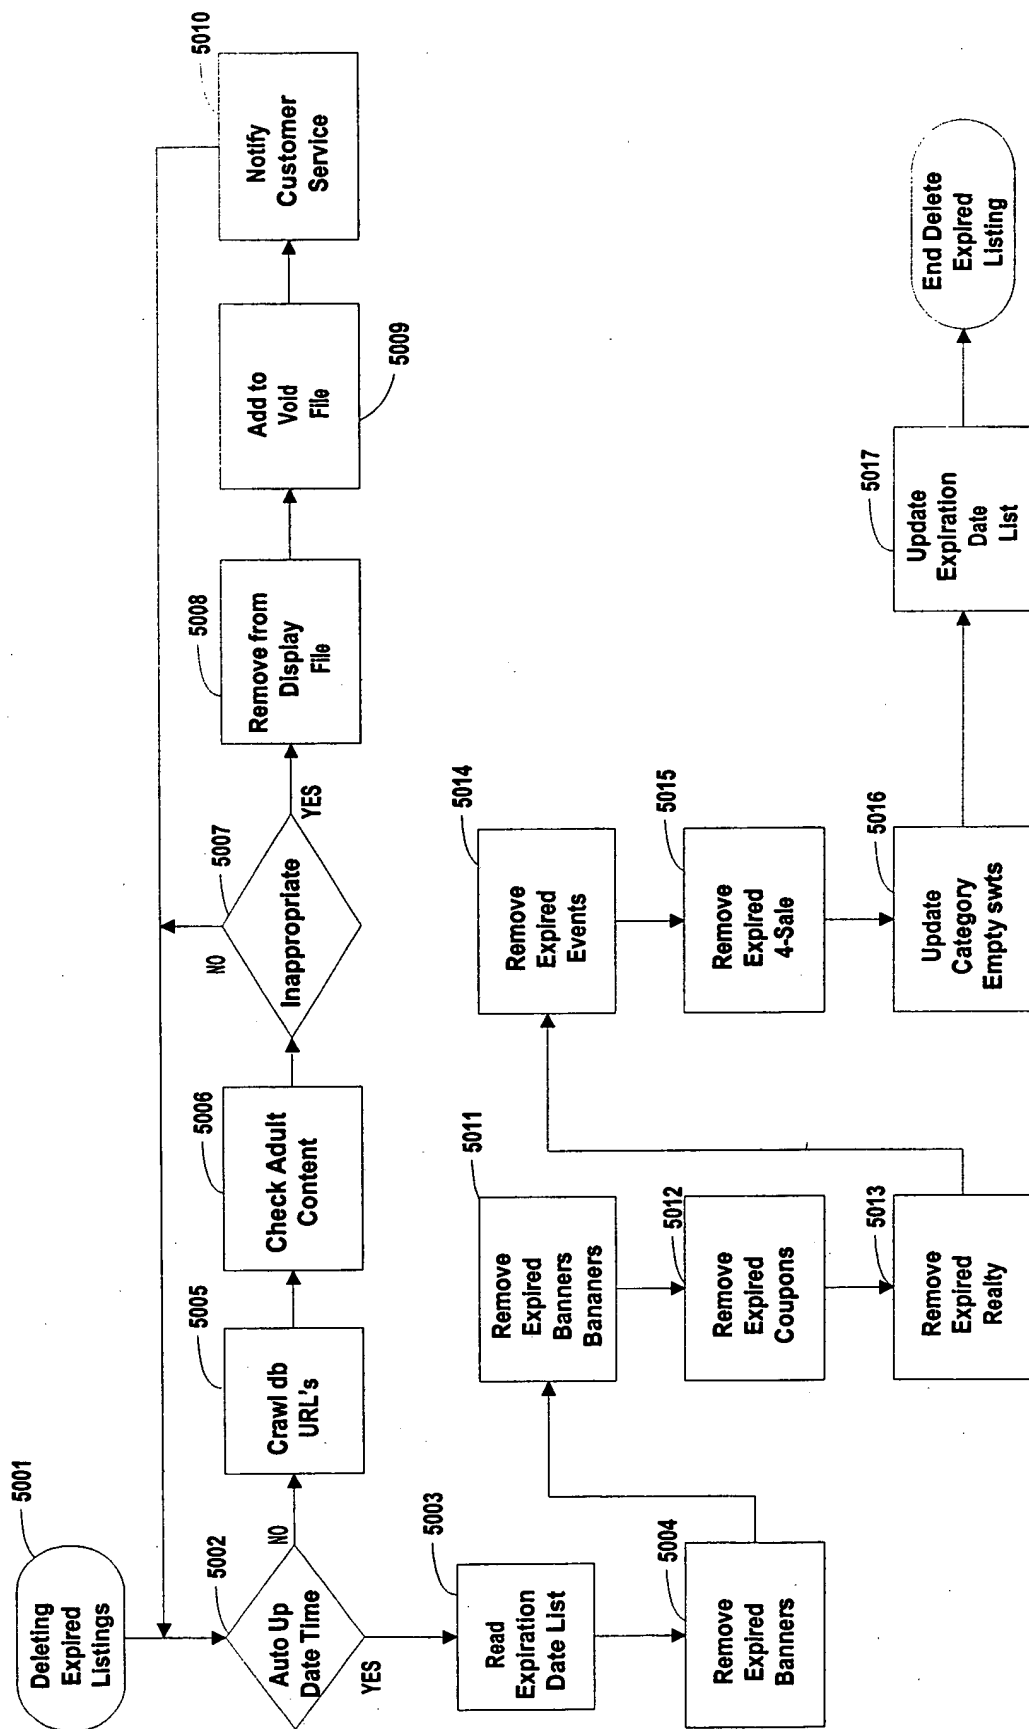 5001
Deleting
Expired
Listings
5002
Auto Up
Date Time
NO
YES
5005
Crawl db
URL's
5006
Check Adult
Content
5007
Inappropriate
NO
YES
5008
Remove from
Display
File
Add to
Void
File
5009
5010
Notify
Customer
Service
5003
Read
Expiration
Date List
5004
Remove
Expired
Banners
5011
Remove
Expired
Banners
Bananers
5012
Remove
Expired
Coupons
5013
Remove
Expired
Realty
5014
Remove
Expired
Events
5015
Remove
Expired
4-Sale
5016
Update
Category
Empty swts
5017
Update
Expiration
Date
List
End Delete
Expired
Listing